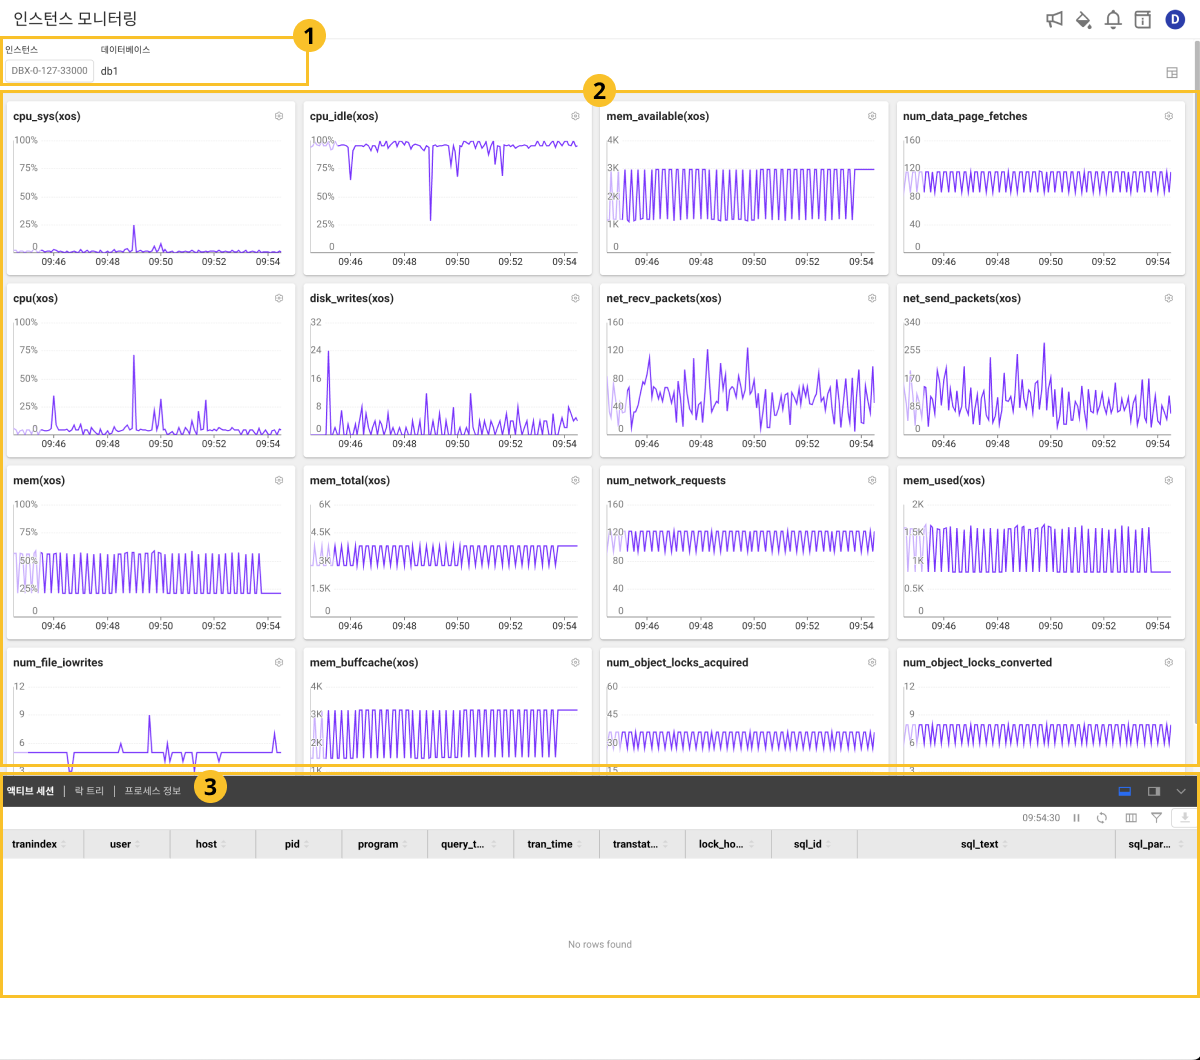 인스턴스 모니터링
D
1
인스턴스 데이터베이스
DBX-0-127-33000 db1
2
cpu_sys(xos)
100%
75%
50%
25%
0
09:46 09:48 09:50 09:52 09:54
cpu_idle(xos)
100%
75%
50%
25%
0
09:46 09:48 09:50 09:52 09:54
mem_available(xos)
4K
3K
2K
1K
0
09:46 09:48 09:50 09:52 09:54
num_data_page_fetches
160
120
80
40
0
09:46 09:48 09:50 09:52 09:54
cpu(xos)
100%
75%
50%
25%
0
09:46 09:48 09:50 09:52 09:54
disk_writes(xos)
32
24
16
8
0
09:46 09:48 09:50 09:52 09:54
net_recv_packets(xos)
160
120
80
40
0
09:46 09:48 09:50 09:52 09:54
net_send_packets(xos)
340
255
170
85
0
09:46 09:48 09:50 09:52 09:54
mem(xos)
100%
75%
50%
25%
0
09:46 09:48 09:50 09:52 09:54
mem_total(xos)
6K
4.5K
3K
1.5K
0
09:46 09:48 09:50 09:52 09:54
num_network_requests
160
120
80
40
0
09:46 09:48 09:50 09:52 09:54
mem_used(xos)
2K
1.5K
1K
0.5K
0
09:46 09:48 09:50 09:52 09:54
num_file_iowrites
12
9
6
3
mem_buffcache(xos)
4K
3K
2K
1K
num_object_locks_acquired
60
45
30
15
num_object_locks_converted
12
9
6
3
액티브 세션 | 락 트리 | 프로세스 정보
3
09:54:30
tranindex user host pid program query_t... tran_time transtat... lock_ho... sql_id sql_text sql_par...
No rows found